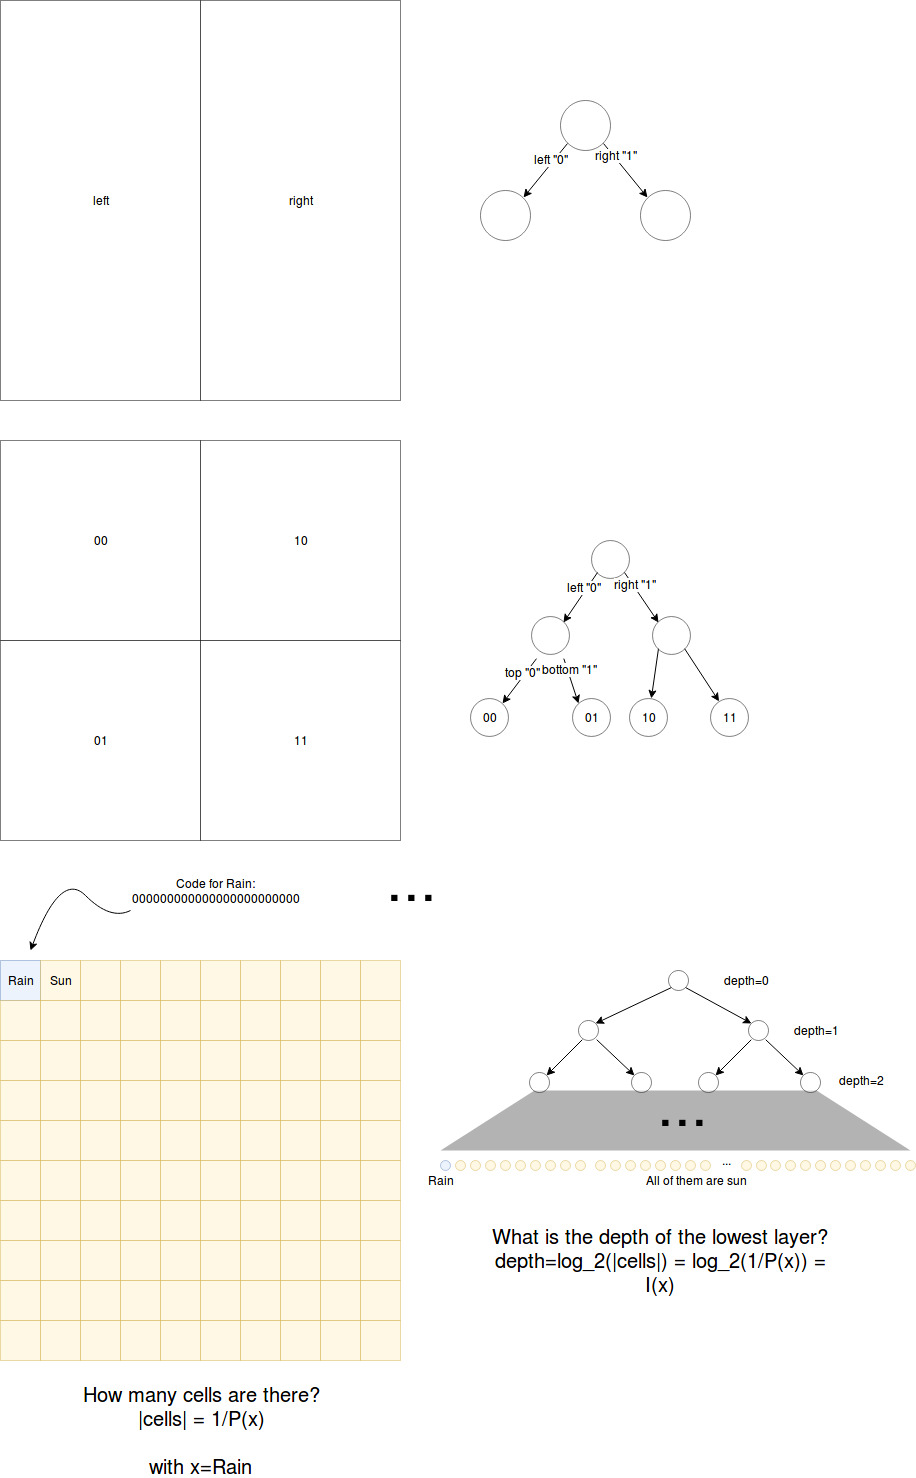 left
right
left "0"
right "1"
00
10
01
11
left "0"
right "1"
top "0"
bottom "1"
00
01
10
11
Code for Rain:
000000000000000000000000
...
Rain
Sun
depth=0
depth=1
depth=2
...
...
Rain
All of them are sun
What is the depth of the lowest layer?
depth=log_2(|cells|) = log_2(1/P(x)) =
I(x)
How many cells are there?
|cells| = 1/P(x)
with x=Rain